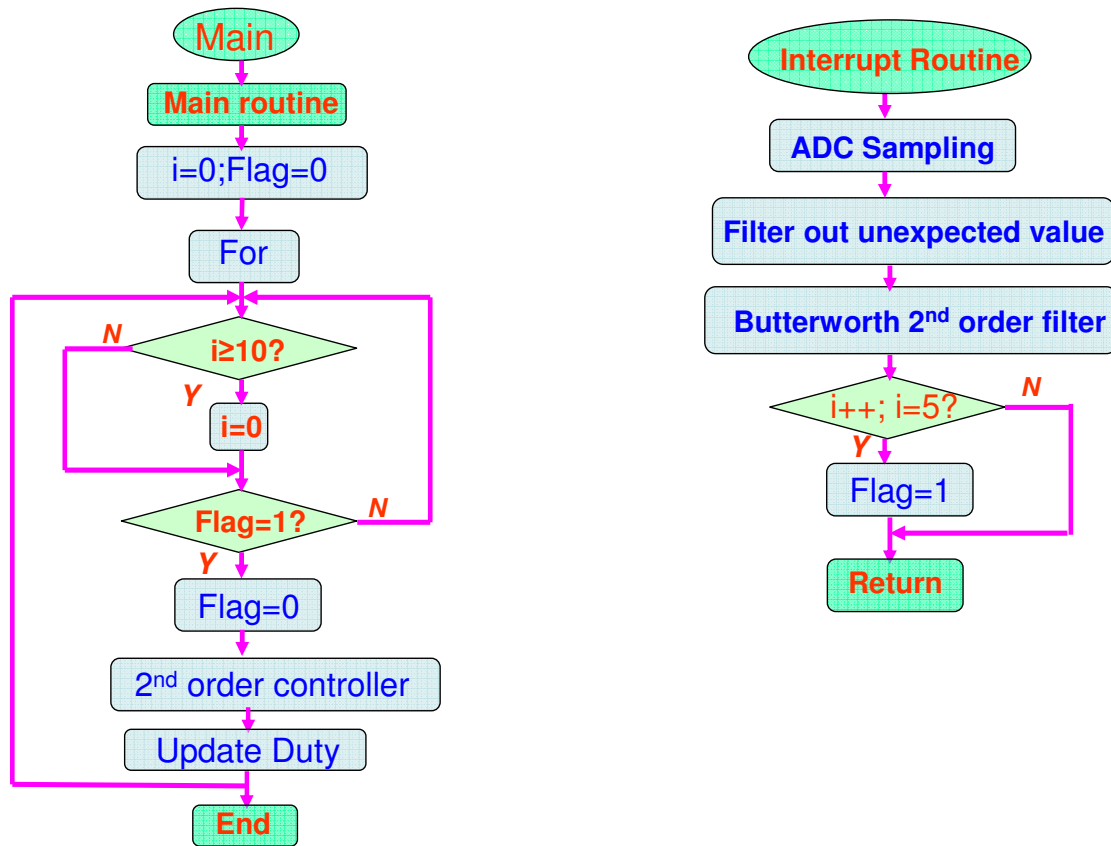 Main
Main routine
i=0;Flag=0
For
N
i≥10?
Y
i=0
Flag=1?
N
Y
Flag=0
2nd order controller
Update Duty
End
Interrupt Routine
ADC Sampling
Filter out unexpected value
Butterworth 2nd order filter
i++; i=5?
N
Y
Flag=1
Return